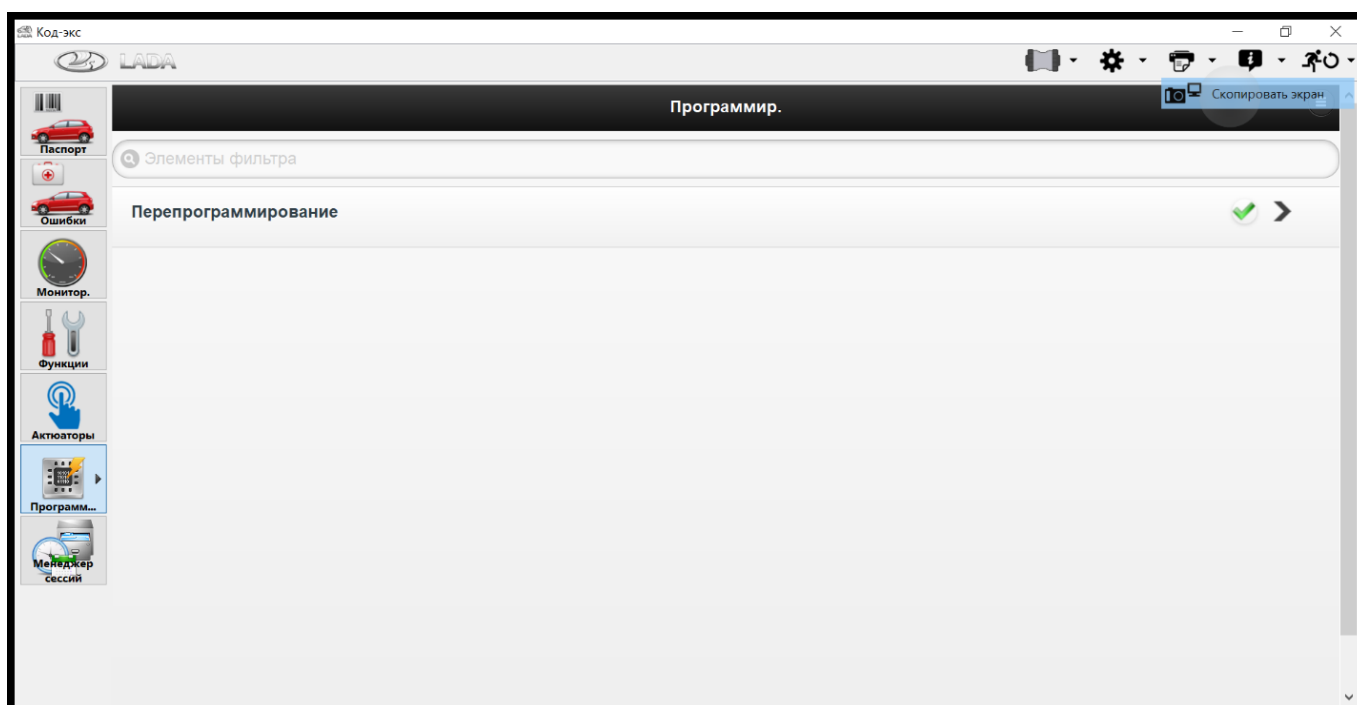 Код-экс
LADA
Скопировать экран
Программир.
Паспорт
Элементы фильтра
Ошибки
Перепрограммирование
Монитор.
Функции
Актюаторы
Программ...
Менеджер
сессий